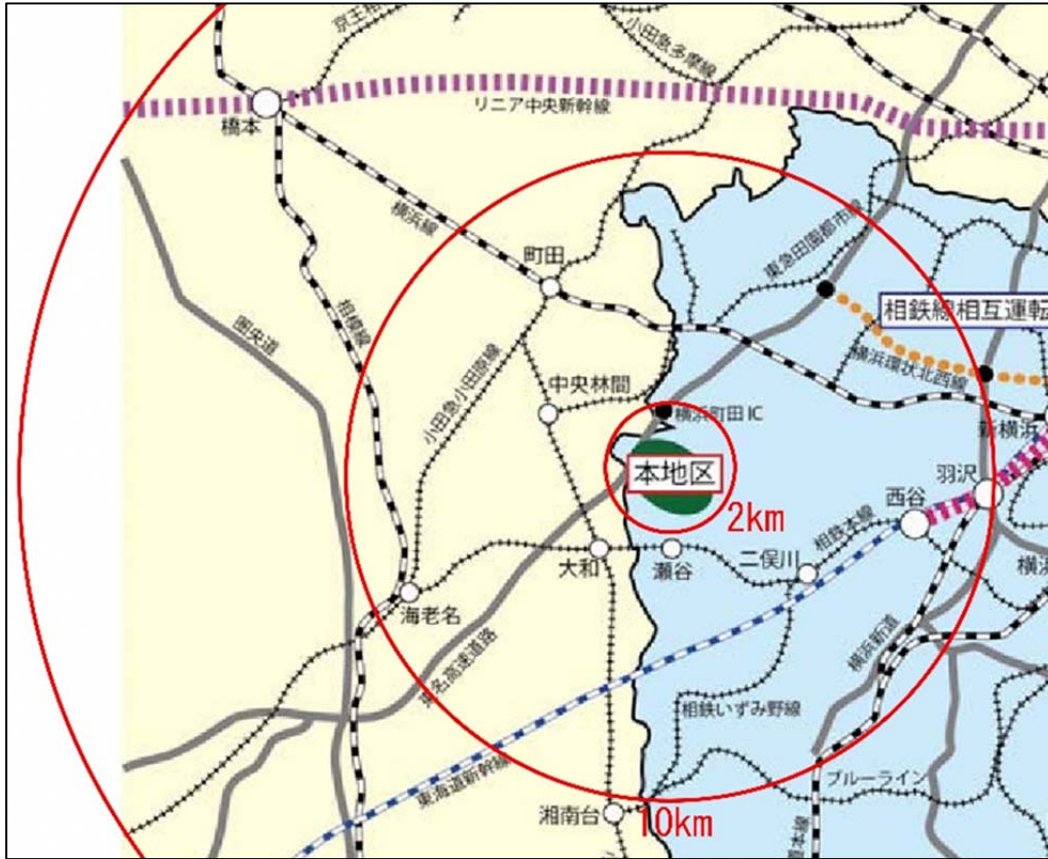 京王相
小田急多摩線
リニア中央新幹線
橋本
横浜線
町田
東急田園都市線
相鉄線相互運転
圏央道
相模線
小田急小田原線
中央林間
横浜環状北西線
横浜町田IC
新横浜
本地区
羽沢
西谷
2km
相鉄本線
二俣川
大和
瀬谷
海老名
横浜
横浜新道
東名高速道路
相鉄いずみ野線
東海道新幹線
ブルーライン
湘南台
10km